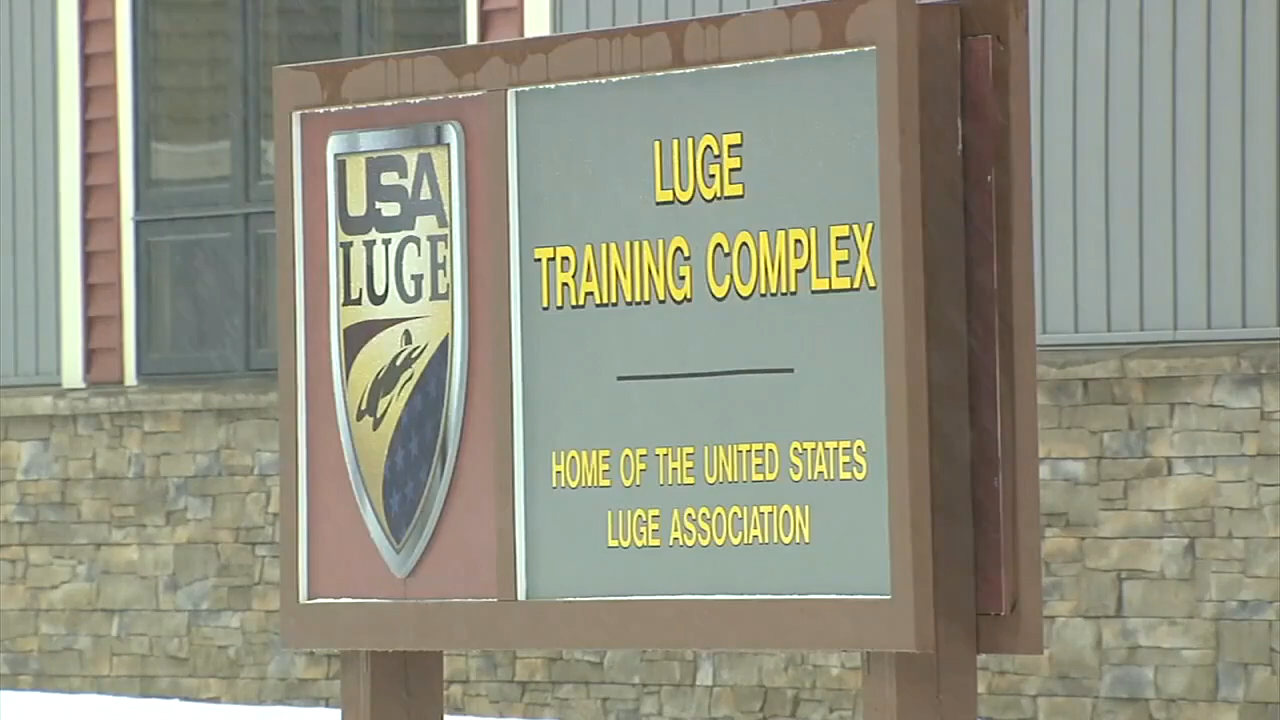 USA
LUGE
LUGE
TRAINING COMPLEX
HOME OF THE UNITED STATES
LUGE ASSOCIATION